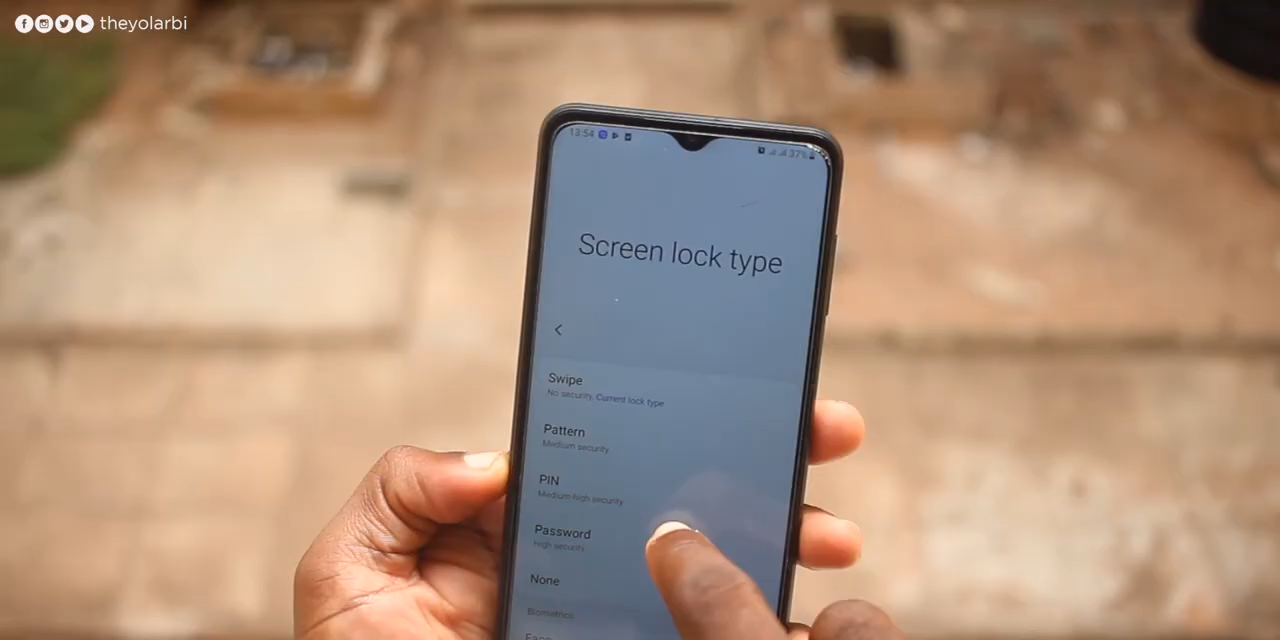 theyolarbi
13:54
37%
Screen lock type
Swipe
No security, Current lock type
Pattern
Medium security
PIN
Medium-high security
Password
High security
None
Biometrics
Face